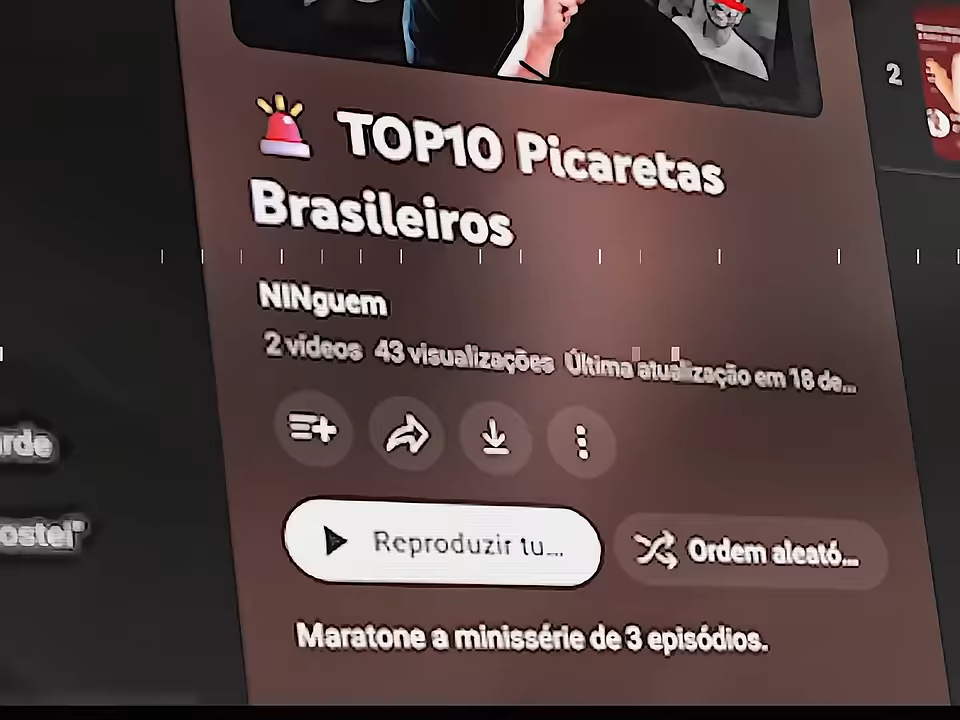 🚨 TOP10 Picaretas
Brasileiros
NINguem
2 vídeos 43 visualizações Última atualização em 18 de...
Reproduzir tu...
Ordem aleató...
Maratone a minissérie de 3 episódios.
2